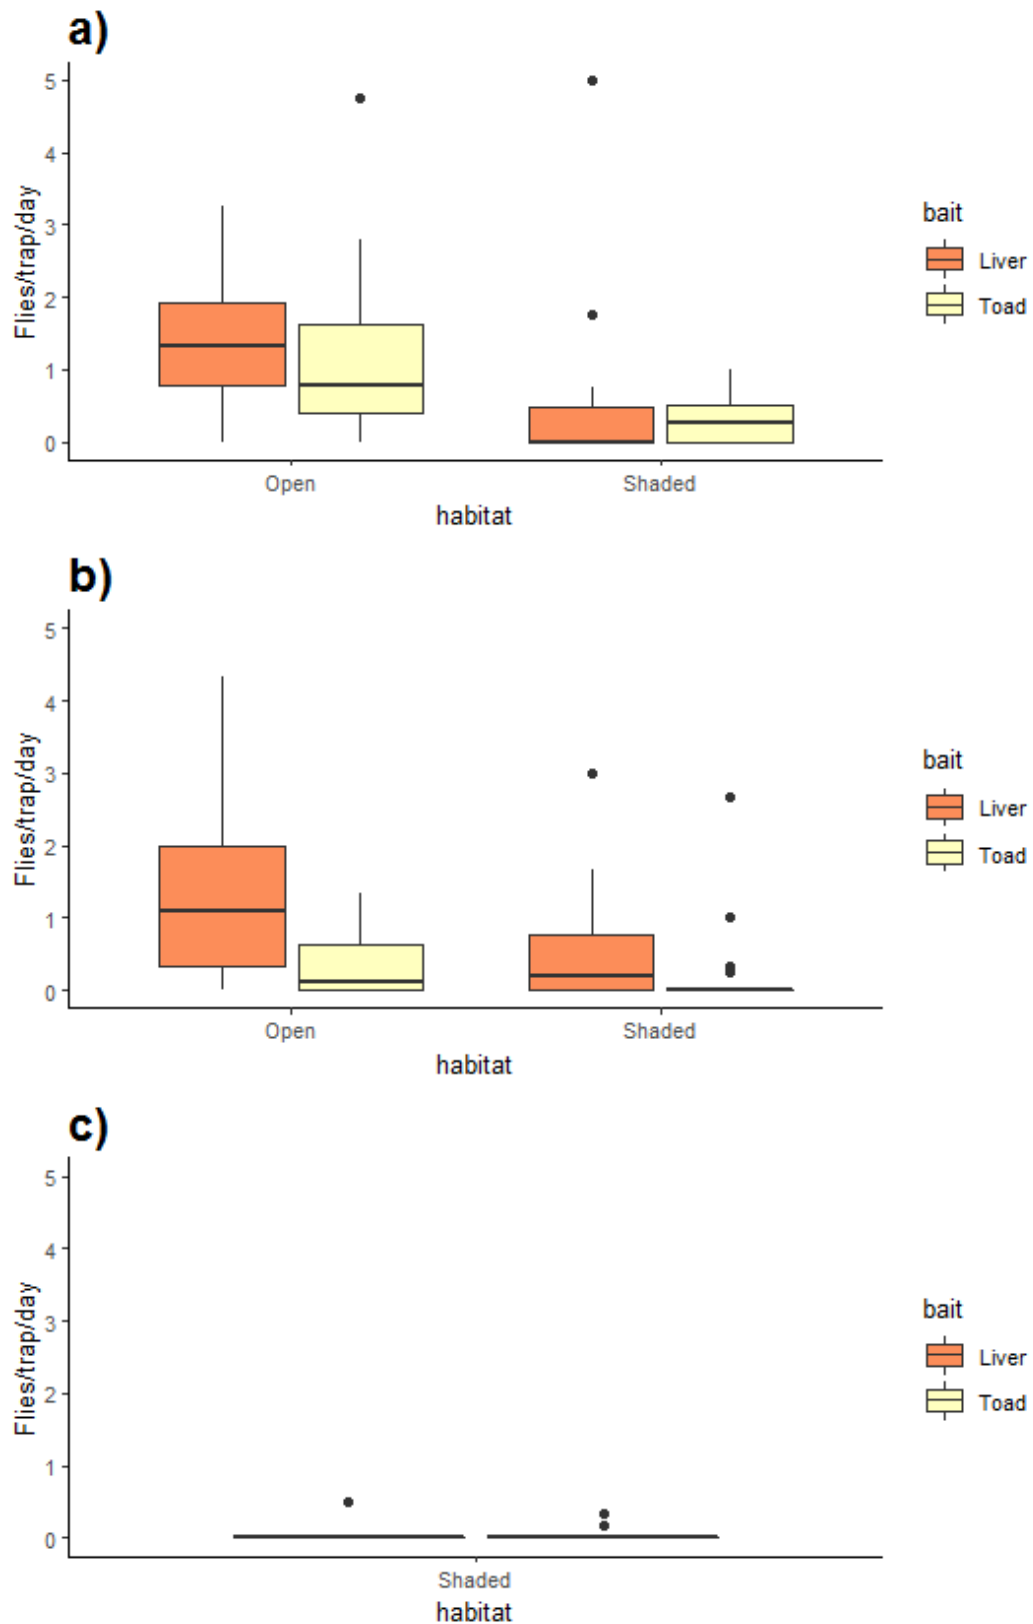 a)
5
4
3
2
1
0
Flies/trap/day
Open Shaded
habitat
bait
Liver
Toad
b)
5
4
3
2
1
0
Flies/trap/day
Open Shaded
habitat
bait
Liver
Toad
c)
5
4
3
2
1
0
Flies/trap/day
Shaded
habitat
bait
Liver
Toad